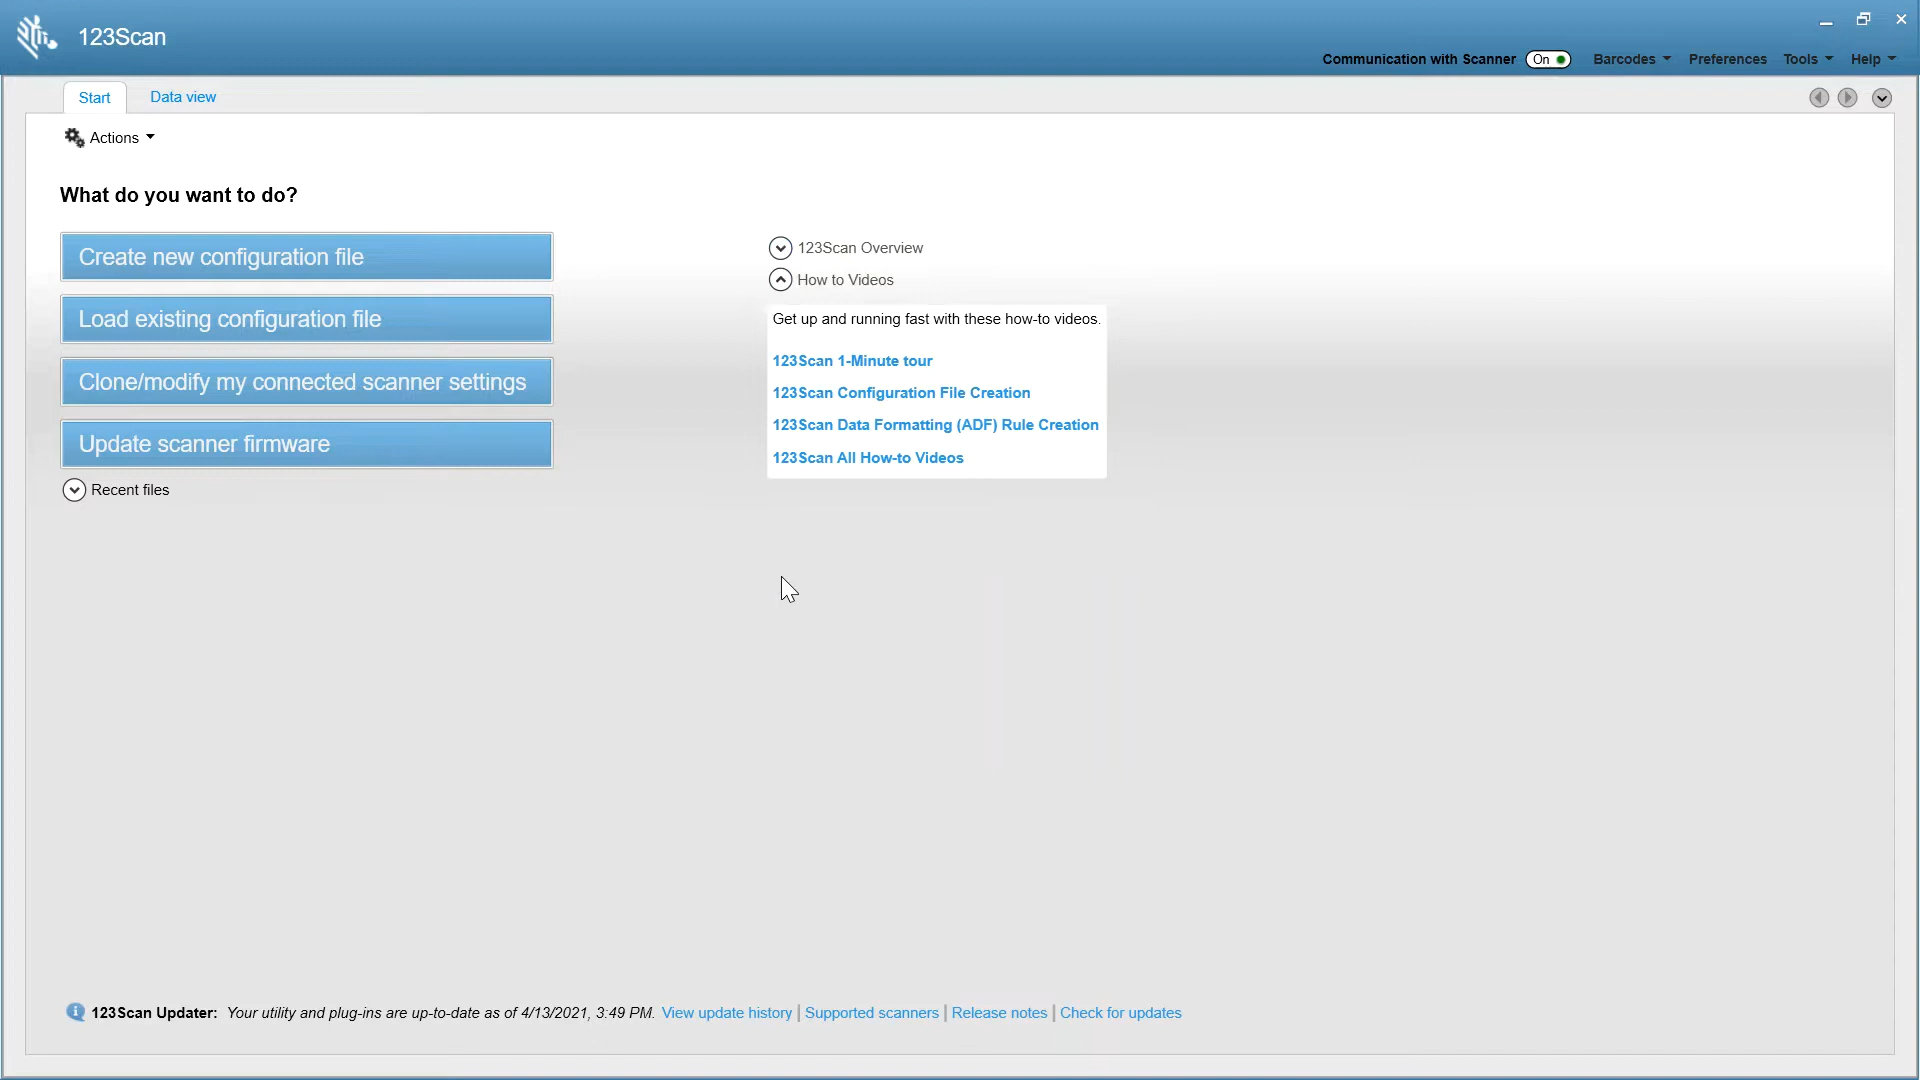 123Scan
Communication with Scanner On Barcodes Preferences Tools Help
Start Data view
Actions
What do you want to do?
Create new configuration file
Load existing configuration file
Clone/modify my connected scanner settings
Update scanner firmware
Recent files
123Scan Overview
How to Videos
Get up and running fast with these how-to videos.
123Scan 1-Minute tour
123Scan Configuration File Creation
123Scan Data Formatting (ADF) Rule Creation
123Scan All How-to Videos
123Scan Updater: Your utility and plug-ins are up-to-date as of 4/13/2021, 3:49 PM. View update history | Supported scanners | Release notes | Check for updates